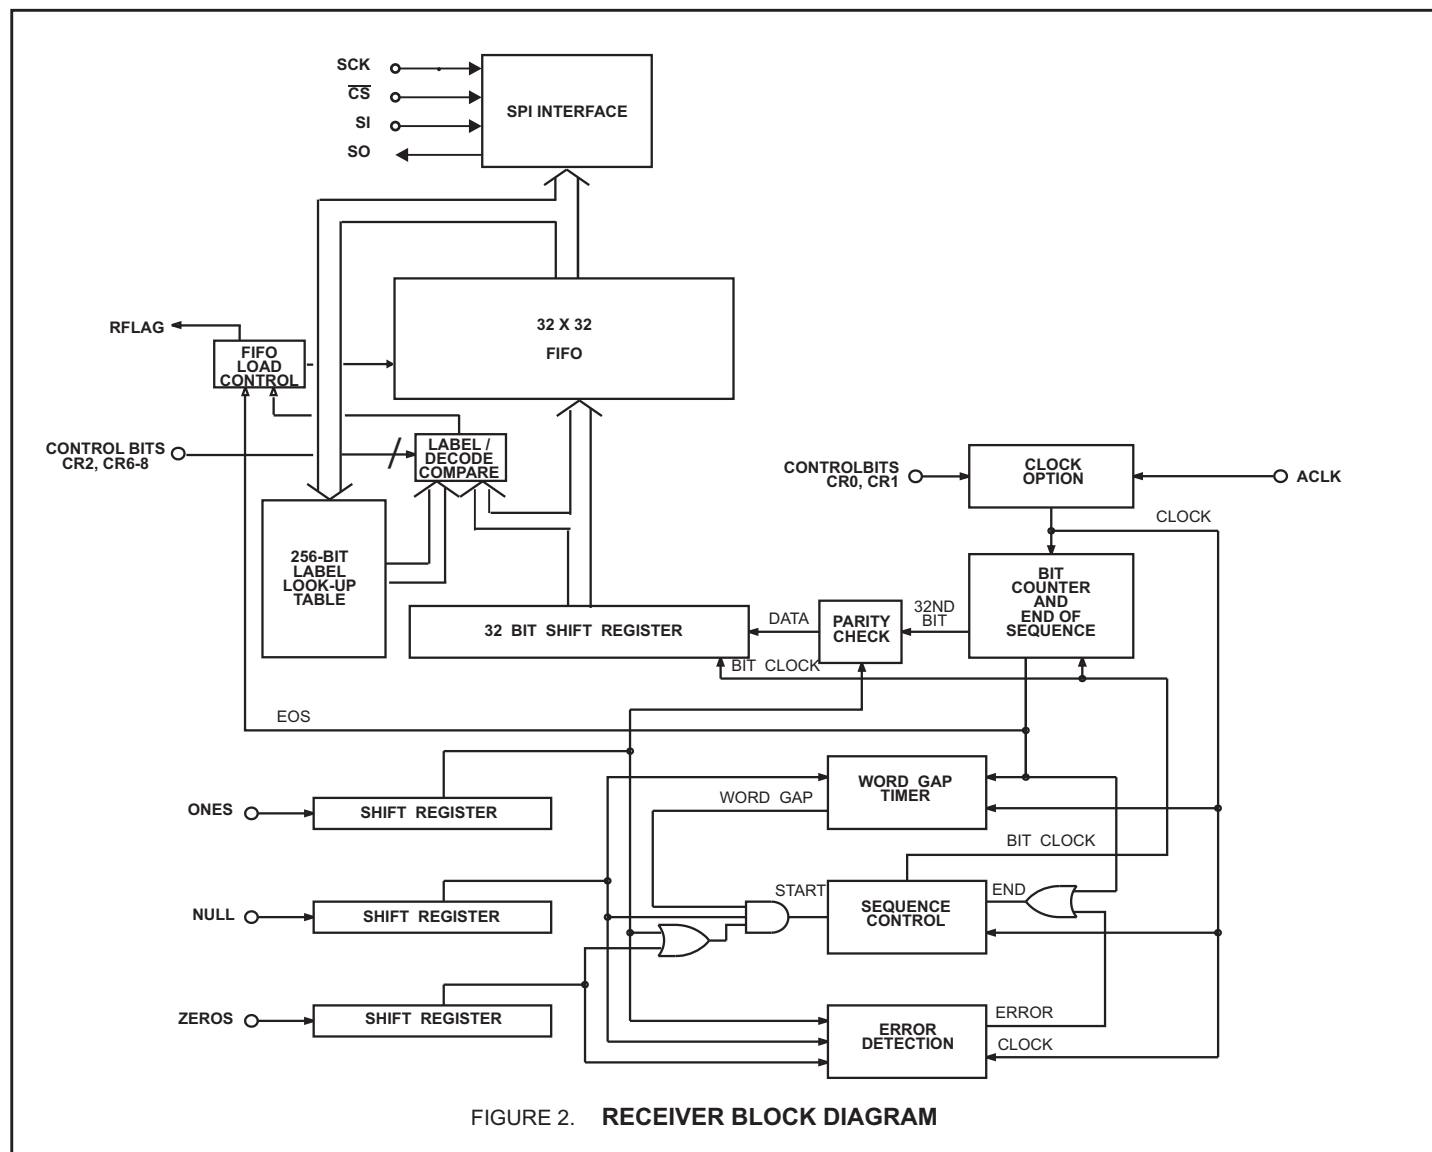 SCK
CS
SI
SO
SPI INTERFACE
32 X 32
FIFO
RFLAG
FIFO
LOAD
CONTROL
CONTROL BITS
CR2, CR6-8
LABEL /
DECODE
COMPARE
CONTROLBITS
CR0, CR1
CLOCK
OPTION
ACLK
CLOCK
256-BIT
LABEL
LOOK-UP
TABLE
BIT
COUNTER
AND
END OF
SEQUENCE
32 BIT SHIFT REGISTER
DATA
PARITY
CHECK
32ND
BIT
BIT CLOCK
EOS
ONES
SHIFT REGISTER
WORD GAP
WORD GAP
TIMER
BIT CLOCK
NULL
SHIFT REGISTER
START
SEQUENCE
CONTROL
END
ZEROS
SHIFT REGISTER
ERROR
DETECTION
ERROR
CLOCK
FIGURE 2. RECEIVER BLOCK DIAGRAM